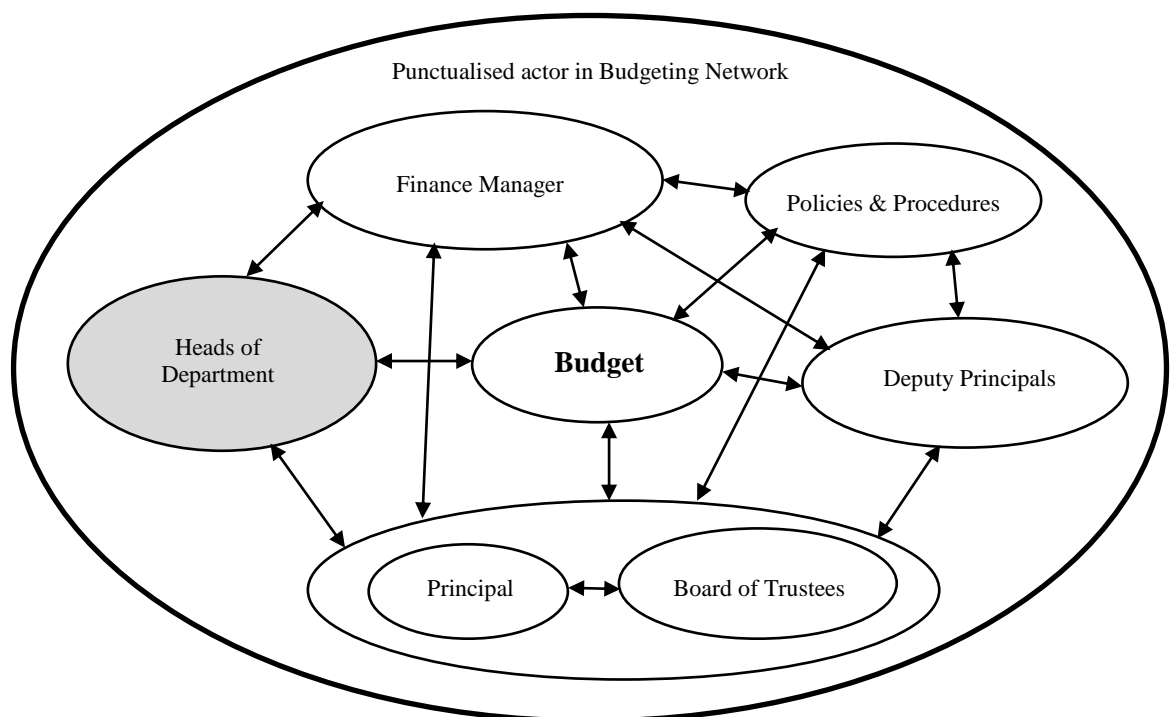 Punctualised actor in Budgeting Network
Finance Manager
Policies & Procedures
Heads of
Department
Budget
Deputy Principals
Principal
Board of Trustees